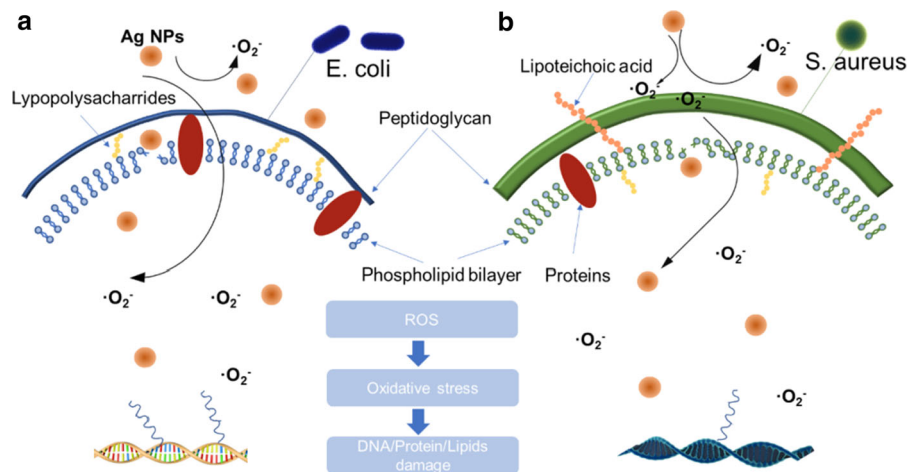 a
b
Ag NPs
·O₂⁻
E. coli
·O₂⁻
S. aureus
Lypopolysacharrides
Lipoteichoic acid
·O₂⁻
·O₂⁻
Peptidoglycan
Phospholipid bilayer
Proteins
·O₂⁻
·O₂⁻
·O₂⁻
·O₂⁻
·O₂⁻
·O₂⁻
ROS
Oxidative stress
DNA/Protein/Lipids
damage